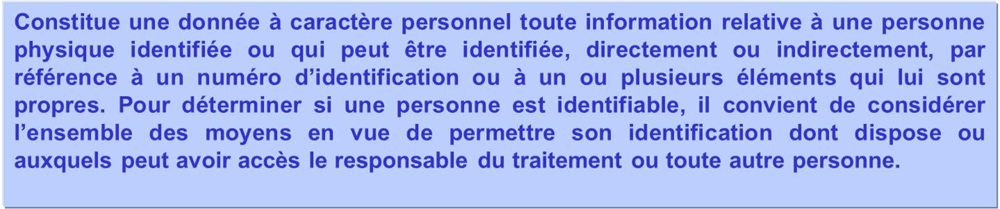 Constitue une donnée à caractère personnel toute information relative à une personne
physique identifiée ou qui peut être identifiée, directement ou indirectement, par
référence à un numéro d’identification ou à un ou plusieurs éléments qui lui sont
propres. Pour déterminer si une personne est identifiable, il convient de considérer
l’ensemble des moyens en vue de permettre son identification dont dispose ou
auxquels peut avoir accès le responsable du traitement ou toute autre personne.